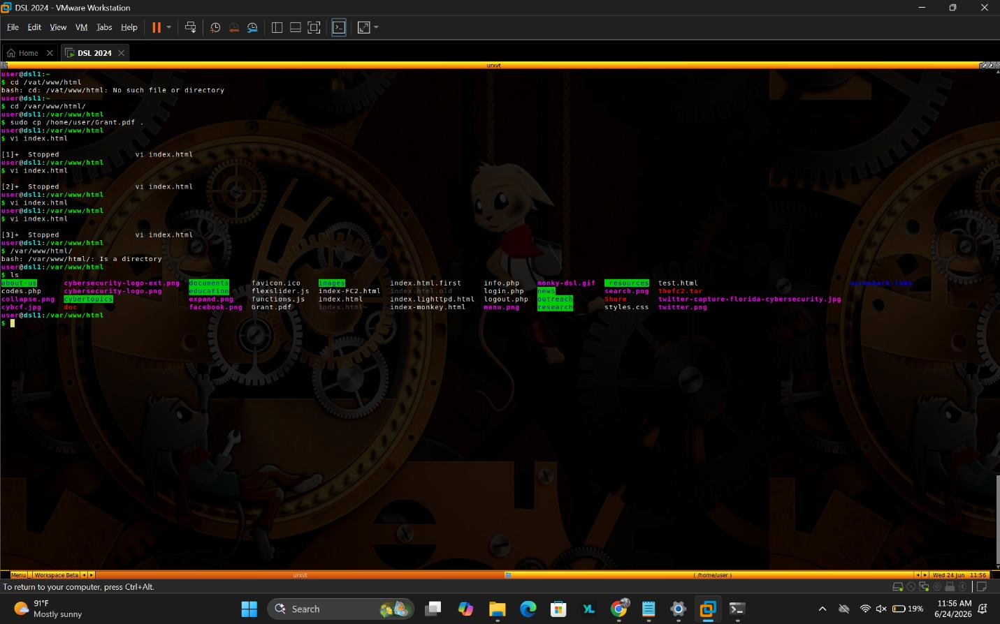 DSL 2024 - VMware Workstation
File Edit View VM Tabs Help
Home DSL 2024
urxvt
user@dsl1:~
$ cd /vat/www/html
bash: cd: /vat/www/html: No such file or directory
user@dsl1:~
$ cd /var/www/html/
user@dsl1:/var/www/html
$ sudo cp /home/user/Grant.pdf .
user@dsl1:/var/www/html
$ vi index.html
[1]+ Stopped vi index.html
user@dsl1:/var/www/html
$ vi index.html
[2]+ Stopped vi index.html
user@dsl1:/var/www/html
$ vi index.html
user@dsl1:/var/www/html
$ vi index.html
[3]+ Stopped vi index.html
user@dsl1:/var/www/html
$ /var/www/html/
bash: /var/www/html/: Is a directory
user@dsl1:/var/www/html
$ ls
about-us cybersecurity-logo-ext.png documents favicon.ico images index.html.first info.php monky-dsl.gif _resources test.html wireshark-labs
codes.php cybersecurity-logo.png education flexslider.js index-FC2.html index.html.old login.php news search.png thefc2.tar
collapse.png cybertopics expand.png functions.js index.html index.lighttpd.html logout.php outreach Share twitter-capture-florida-cybersecurity.jpg
cybcf.jpg doc facebook.png Grant.pdf index.html~ index-monkey.html menu.png research styles.css twitter.png
user@dsl1:/var/www/html
$
Menu Workspace Beta urxvt ( /home/user ) Wed 24 Jun 11:56
To return to your computer, press Ctrl+Alt.
91°F
Mostly sunny
Search
YL
19%
11:56 AM
6/24/2026